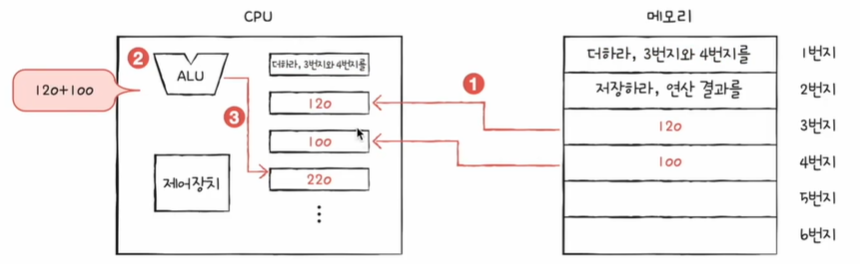 CPU
메모리
2
ALU
120+100
3
제어장치
더하라, 3번지와 4번지를
120
100
220
1
더하라, 3번지와 4번지를
1번지
저장하라, 연산 결과를
2번지
120
3번지
100
4번지
5번지
6번지